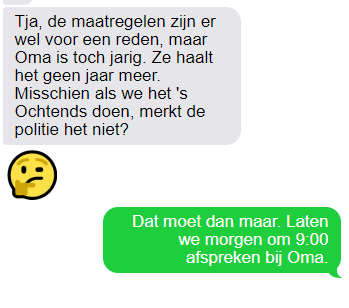 Tja, de maatregelen zijn er
wel voor een reden, maar
Oma is toch jarig. Ze haalt
het geen jaar meer.
Misschien als we het 's
Ochtends doen, merkt de
politie het niet?
Dat moet dan maar. Laten
we morgen om 9:00
afspreken bij Oma.